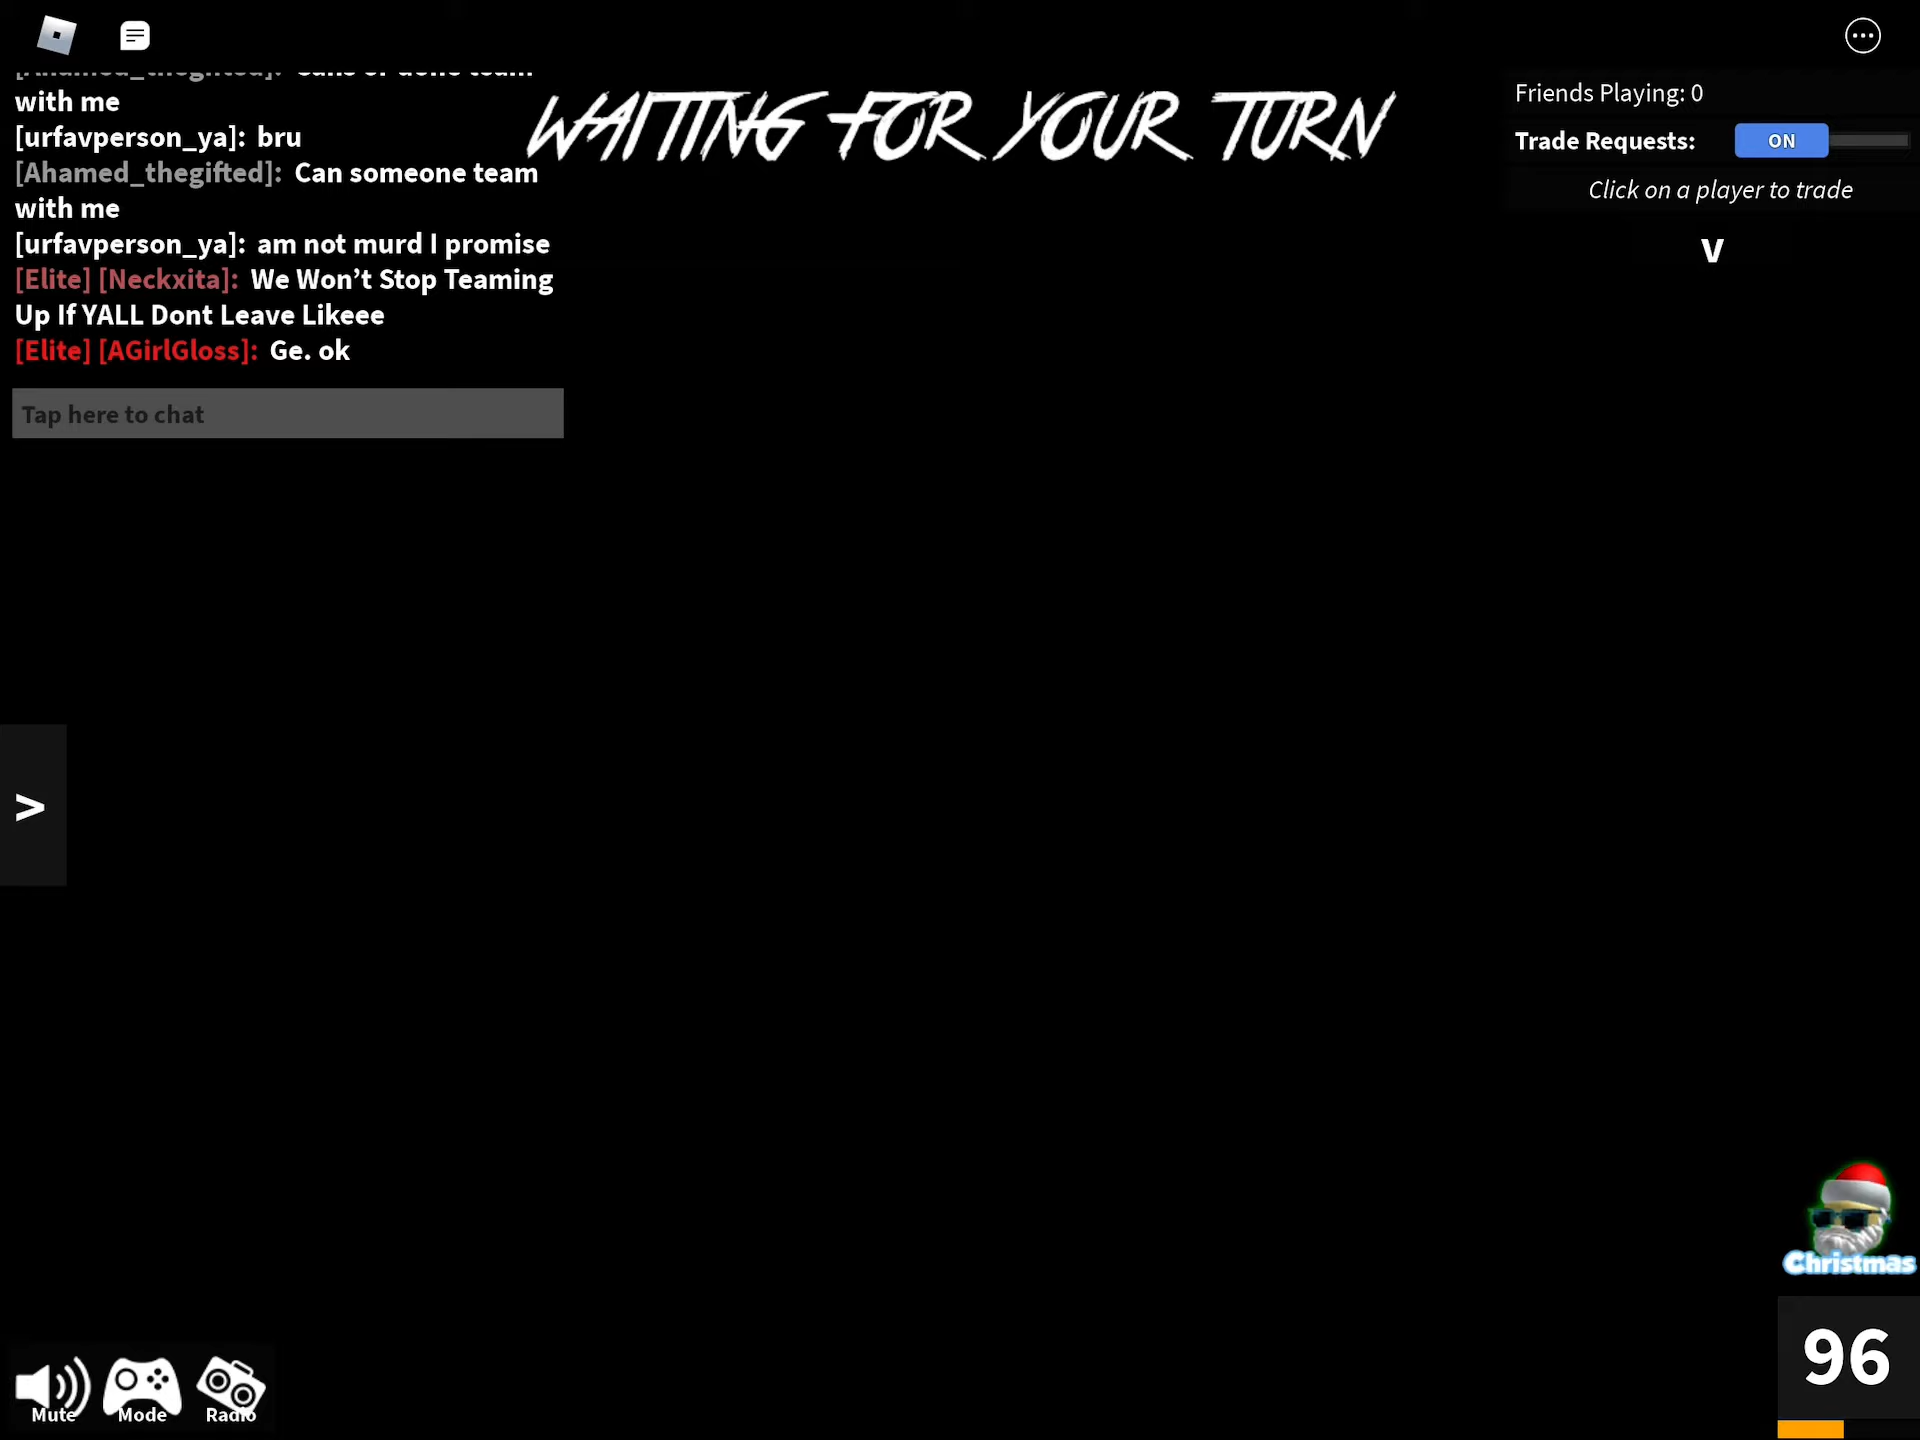 with me
[urfavperson_ya]: bru
[Ahamed_thegifted]: Can someone team
with me
[urfavperson_ya]: am not murd I promise
[Elite] [Neckxita]: We Won't Stop Teaming
Up If YALL Dont Leave Likeee
[Elite] [AGirlGloss]: Ge. ok
Tap here to chat
WAITING FOR YOUR TURN
Friends Playing: 0
Trade Requests: ON
Click on a player to trade
V
>
Christmas
96
Mute Mode Radio